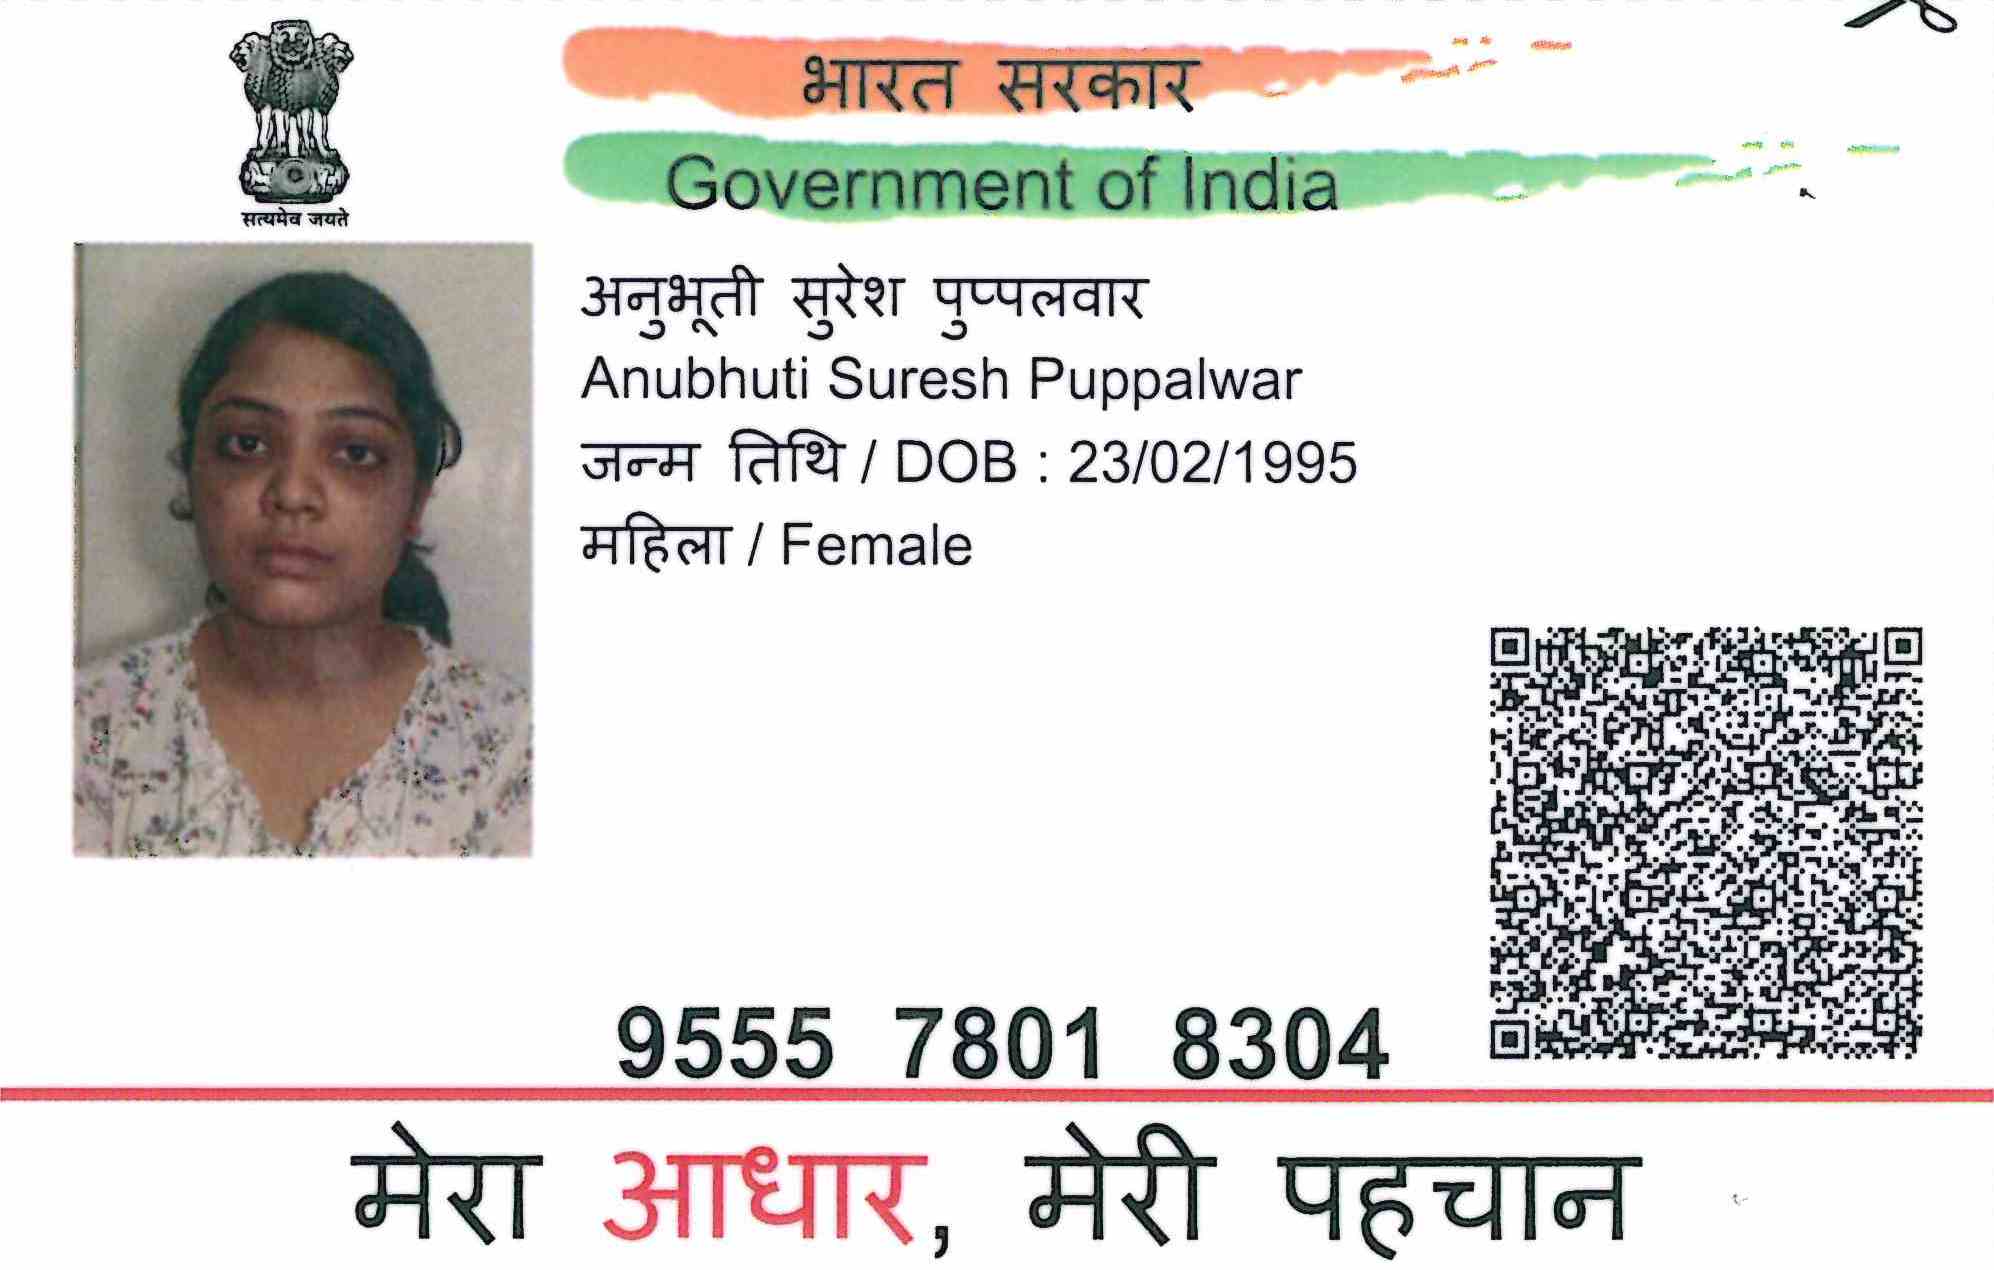 सत्यमेव जयते
भारत सरकार
Government of India
अनुभूती सुरेश पुप्पलवार
Anubhuti Suresh Puppalwar
जन्म तिथि / DOB : 23/02/1995
महिला / Female
9555 7801 8304
मेरा आधार, मेरी पहचान